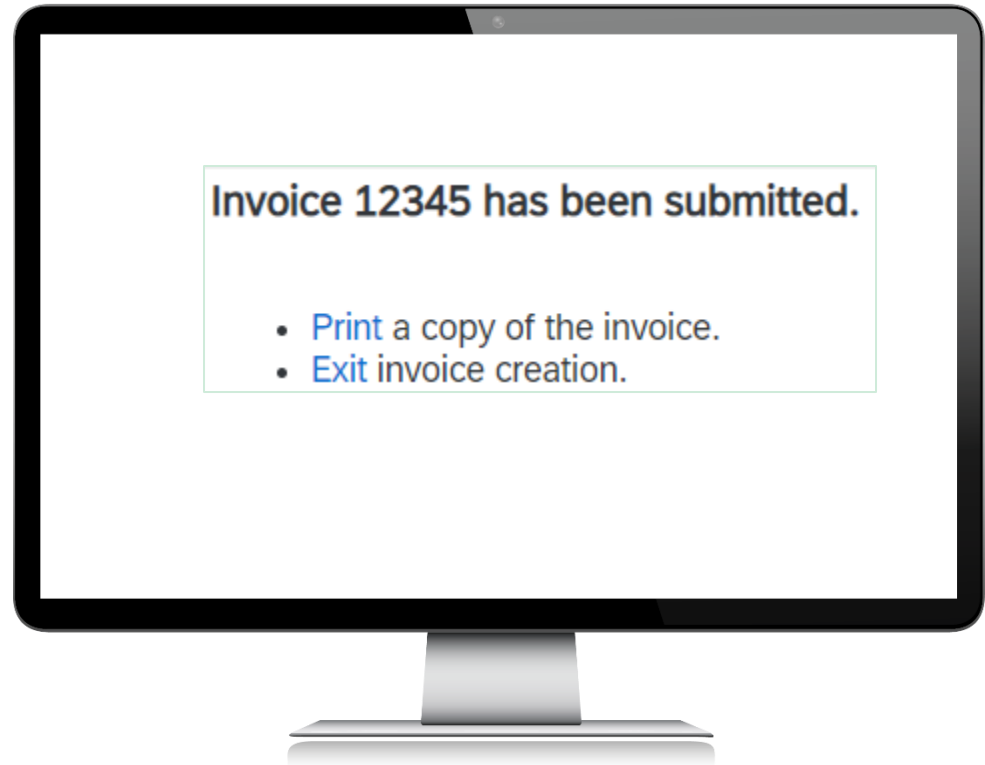 Invoice 12345 has been submitted.
• Print a copy of the invoice.
• Exit invoice creation.